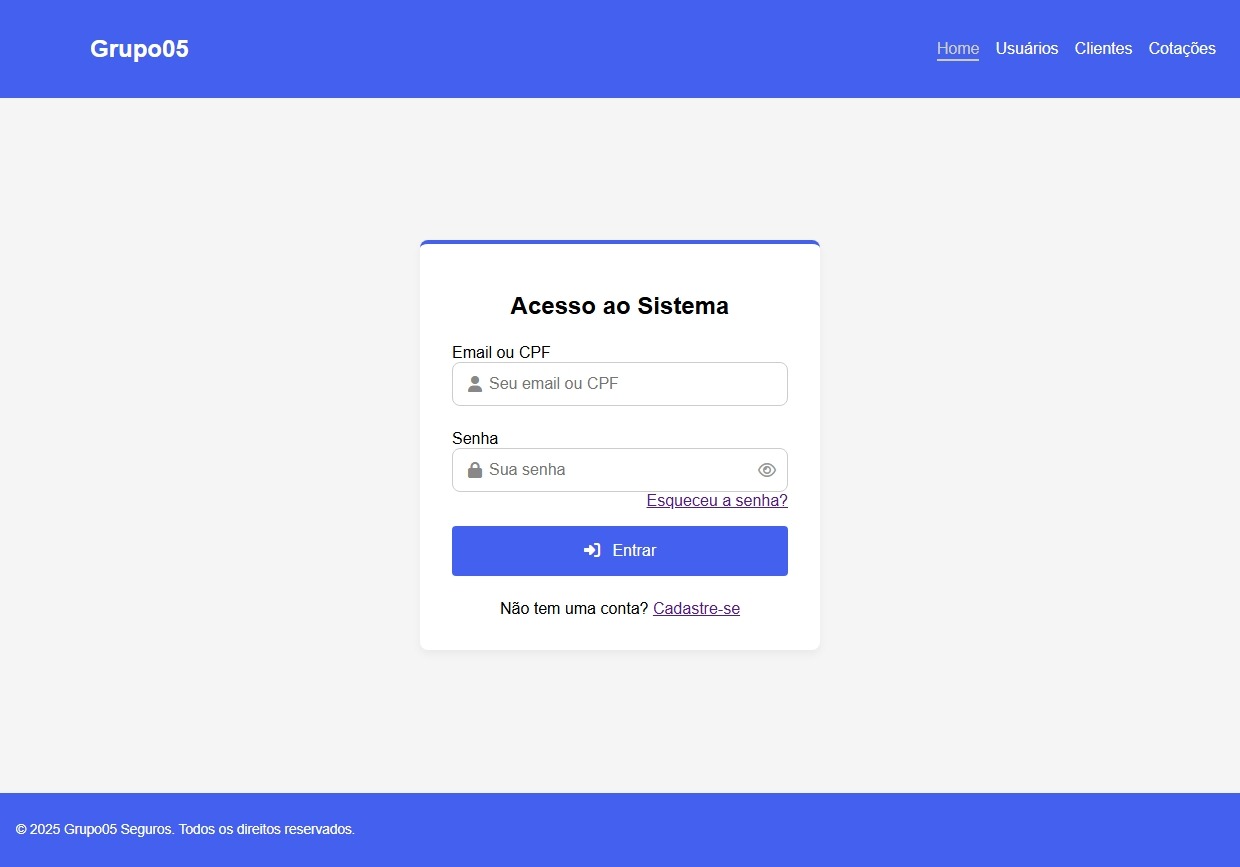 Grupo05
Home Usuários Clientes Cotações
Acesso ao Sistema
Email ou CPF
Seu email ou CPF
Senha
Sua senha
Esqueceu a senha?
Entrar
Não tem uma conta? Cadastre-se
© 2025 Grupo05 Seguros. Todos os direitos reservados.